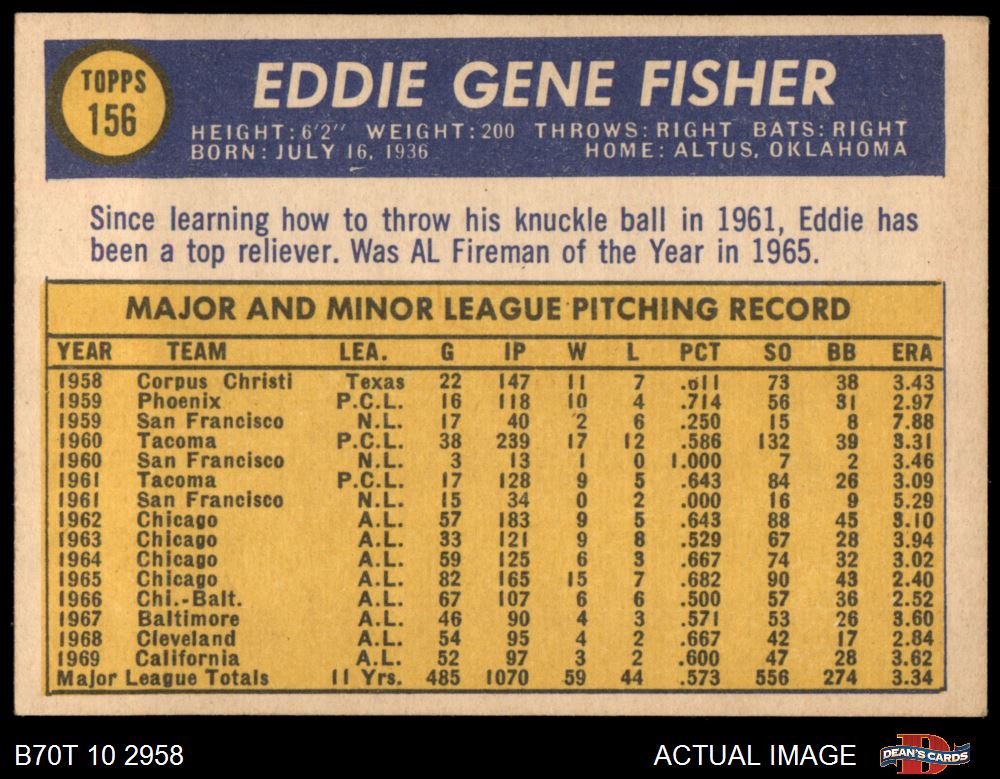 TOPPS
156
EDDIE GENE FISHER
HEIGHT: 6'2" WEIGHT: 200 THROWS: RIGHT BATS: RIGHT
BORN: JULY 16, 1936 HOME: ALTUS, OKLAHOMA
Since learning how to throw his knuckle ball in 1961, Eddie has
been a top reliever. Was AL Fireman of the Year in 1965.
MAJOR AND MINOR LEAGUE PITCHING RECORD
YEAR TEAM LEA. G IP W L PCT SO BB ERA
1958 Corpus Christi Texas 22 147 11 7 .611 73 38 3.43
1959 Phoenix P.C.L. 16 118 10 4 .714 56 31 2.97
1959 San Francisco N.L. 17 40 2 6 .250 15 8 7.88
1960 Tacoma P.C.L. 38 239 17 12 .586 132 39 3.31
1960 San Francisco N.L. 3 13 1 0 1.000 7 2 3.46
1961 Tacoma P.C.L. 17 128 9 5 .643 84 26 3.09
1961 San Francisco N.L. 15 34 0 2 .000 16 9 5.29
1962 Chicago A.L. 57 183 9 5 .643 88 45 3.10
1963 Chicago A.L. 33 121 9 8 .529 67 28 3.94
1964 Chicago A.L. 59 125 6 3 .667 74 32 3.02
1965 Chicago A.L. 82 165 15 7 .682 90 43 2.40
1966 Chi.-Balt. A.L. 67 107 6 6 .500 57 36 2.52
1967 Baltimore A.L. 46 90 4 3 .571 53 26 3.60
1968 Cleveland A.L. 54 95 4 2 .667 42 17 2.84
1969 California A.L. 52 97 3 2 .600 47 28 3.62
Major League Totals 11 Yrs. 485 1070 59 44 .573 556 274 3.34
B70T 10 2958 ACTUAL IMAGE
DEAN'S CARDS